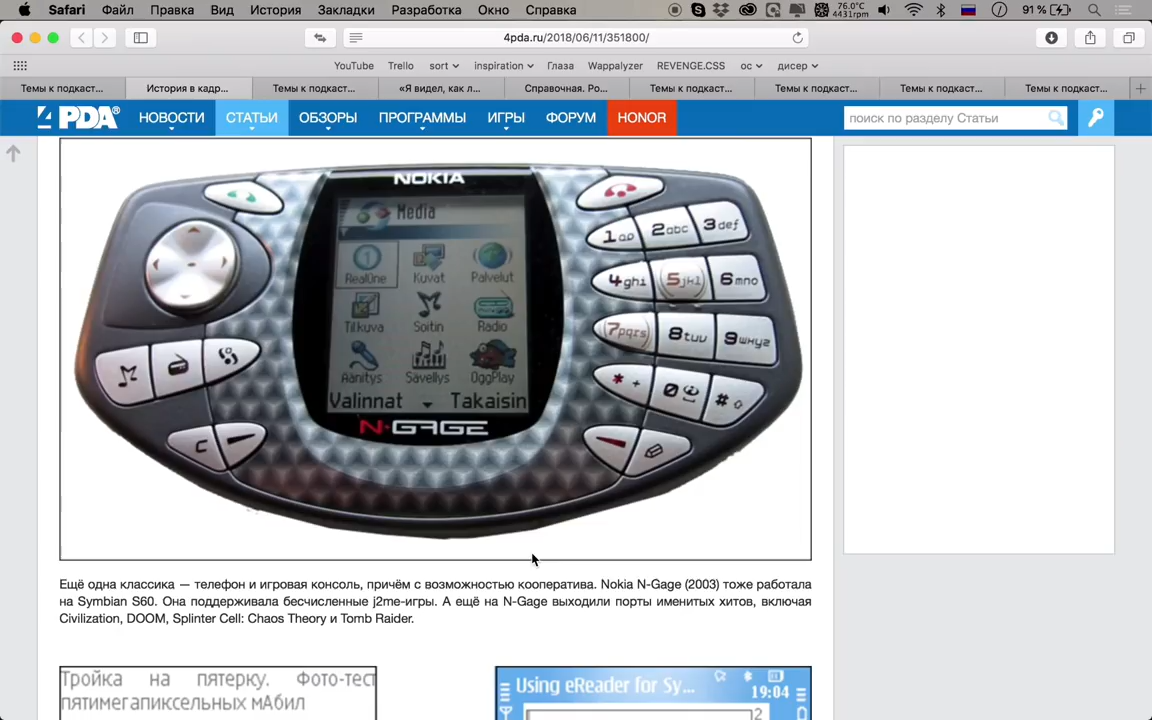 Safari Файл Правка Вид История Закладки Разработка Окно Справка 76.0°C 4431rpm 91 %
4pda.ru/2018/06/11/351800/
YouTube Trello sort inspiration Глаза Wappalyzer REVENGE.CSS ос дисер
Темы к подкаст... История в кадр... Темы к подкаст... «Я видел, как л... Справочная. Ро... Темы к подкаст... Темы к подкаст... Темы к подкаст... Темы к подкаст...
4PDA НОВОСТИ СТАТЬИ ОБЗОРЫ ПРОГРАММЫ ИГРЫ ФОРУМ HONOR поиск по разделу Статьи
NOKIA
Media
RealOne Kuvat Palvelut
Tilkuva Soitin Radio
Äänitys Sävellys OggPlay
Valinnat Takaisin
N-GAGE
C
1 2abc 3def
4ghi 5jkl 6mno
7pqrs 8tuv 9wxyz
* + 0 #
Ещё одна классика — телефон и игровая консоль, причём с возможностью кооператива. Nokia N-Gage (2003) тоже работала
на Symbian S60. Она поддерживала бесчисленные j2me-игры. А ещё на N-Gage выходили порты именитых хитов, включая
Civilization, DOOM, Splinter Cell: Chaos Theory и Tomb Raider.
Тройка на пятерку. Фото-тест
пятимегапиксельных мАбил
Using eReader for Sy...
19:04
2